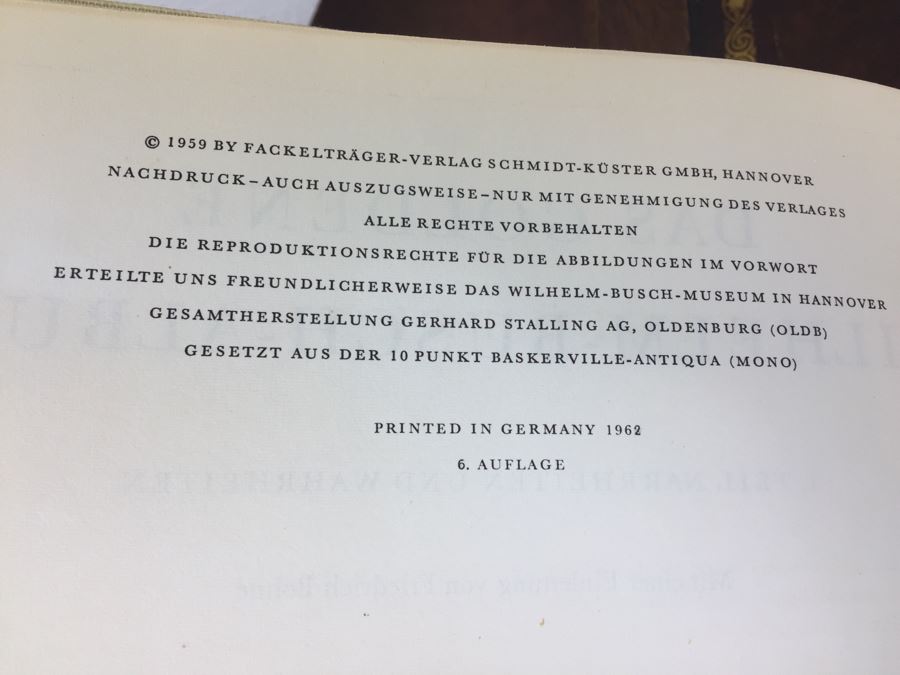 © 1959 BY FACKELTRÄGER-VERLAG SCHMIDT-KÜSTER GMBH, HANNOVER
NACHDRUCK – AUCH AUSZUGSWEISE – NUR MIT GENEHMIGUNG DES VERLAGES
ALLE RECHTE VORBEHALTEN
DIE REPRODUKTIONSRECHTE FÜR DIE ABBILDUNGEN IM VORWORT
ERTEILTE UNS FREUNDLICHERWEISE DAS WILHELM-BUSCH-MUSEUM IN HANNOVER
GESAMTHERSTELLUNG GERHARD STALLING AG, OLDENBURG (OLDB)
GESETZT AUS DER 10 PUNKT BASKERVILLE-ANTIQUA (MONO)
PRINTED IN GERMANY 1962
6. AUFLAGE